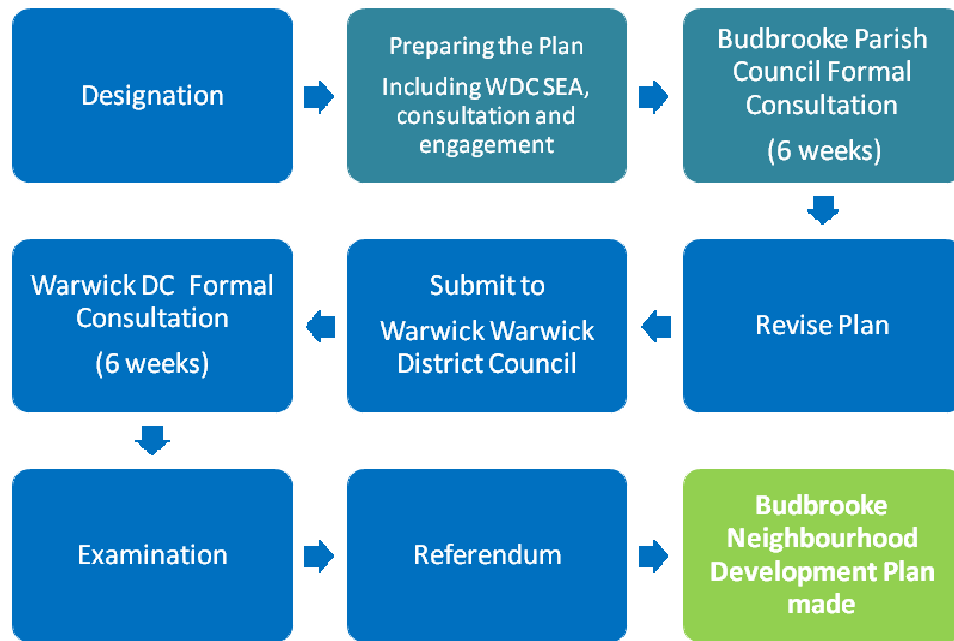 Designation
Preparing the Plan
Including WDC SEA,
consultation and
engagement
Budbrooke Parish
Council Formal
Consultation
(6 weeks)
Revise Plan
Submit to
Warwick Warwick
District Council
Warwick DC Formal
Consultation
(6 weeks)
Examination
Referendum
Budbrooke
Neighbourhood
Development Plan
made